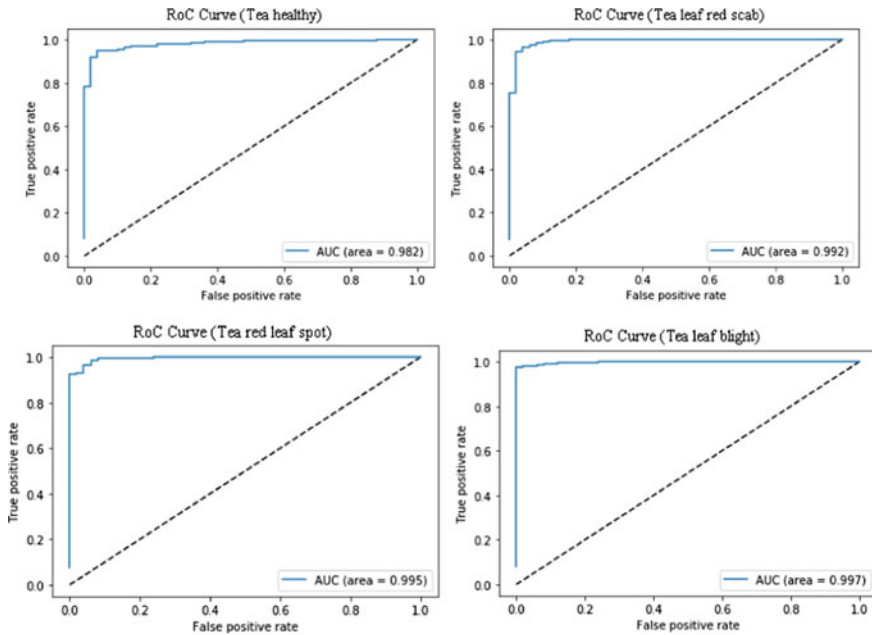 RoC Curve (Tea healthy)
1.0
0.8
0.6
0.4
0.2
0.0
True positive rate
AUC (area = 0.982)
0.0 0.2 0.4 0.6 0.8 1.0
False positive rate
RoC Curve (Tea leaf red scab)
1.0
0.8
0.6
0.4
0.2
0.0
True positive rate
AUC (area = 0.992)
0.0 0.2 0.4 0.6 0.8 1.0
False positive rate
RoC Curve (Tea red leaf spot)
1.0
0.8
0.6
0.4
0.2
0.0
True positive rate
AUC (area = 0.995)
0.0 0.2 0.4 0.6 0.8 1.0
False positive rate
RoC Curve (Tea leaf blight)
1.0
0.8
0.6
0.4
0.2
0.0
True positive rate
AUC (area = 0.997)
0.0 0.2 0.4 0.6 0.8 1.0
False positive rate